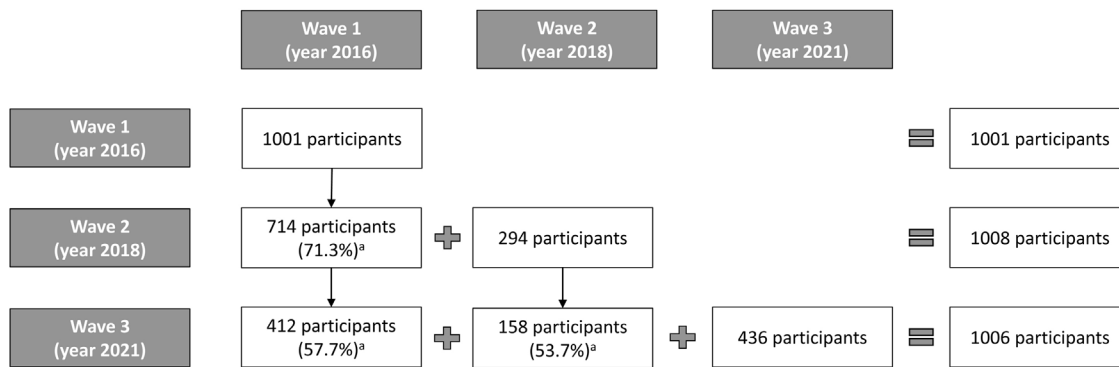 Wave 1
(year 2016)
Wave 2
(year 2018)
Wave 3
(year 2021)
Wave 1
(year 2016)
1001 participants
=
1001 participants
Wave 2
(year 2018)
714 participants
(71.3%)ᵃ
+
294 participants
=
1008 participants
Wave 3
(year 2021)
412 participants
(57.7%)ᵃ
+
158 participants
(53.7%)ᵃ
+
436 participants
=
1006 participants